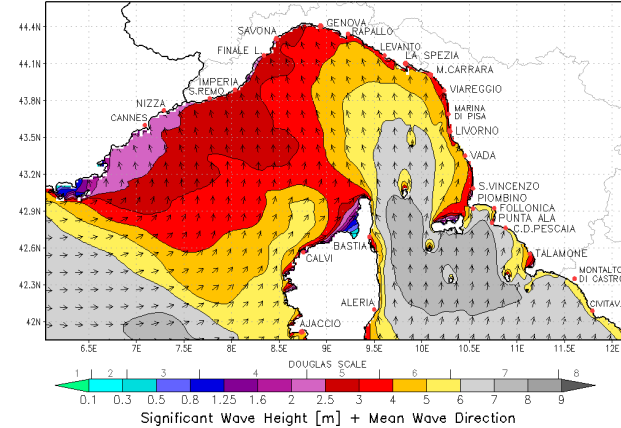 44.4N
44.1N
43.8N
43.5N
43.2N
42.9N
42.6N
42.3N
42N
GENOVA
SAVONA
RAPALLO
FINALE L.
LEVANTO
LA SPEZIA
M.CARRARA
IMPERIA
S.REMO
VIAREGGIO
NIZZA
MARINA
DI PISA
CANNES
LIVORNO
VADA
S.VINCENZO
PIOMBINO
FOLLONICA
PUNTA ALA
C.D.PESCAIA
BASTIA
CALVI
TALAMONE
MONTALTO
DI CASTRO
ALERIA
CIVITAV.
AJACCIO
6.5E 7E 7.5E 8E 8.5E 9E 9.5E 10E 10.5E 11E 11.5E 12E
DOUGLAS SCALE
1 2 3 4 5 6 7 8
0.1 0.3 0.5 0.8 1.25 1.6 2 2.5 3 4 5 6 7 8 9
Significant Wave Height [m] + Mean Wave Direction